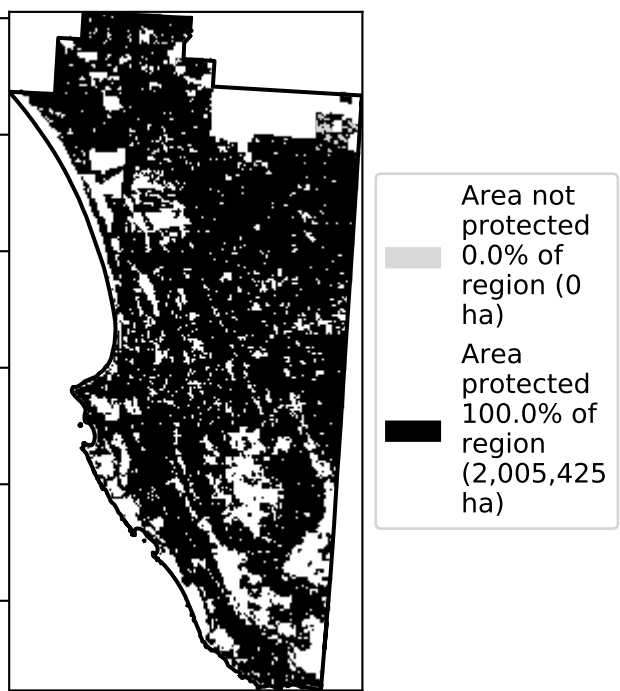 Area not
protected
0.0% of
region (0
ha)
Area
protected
100.0% of
region
(2,005,425
ha)